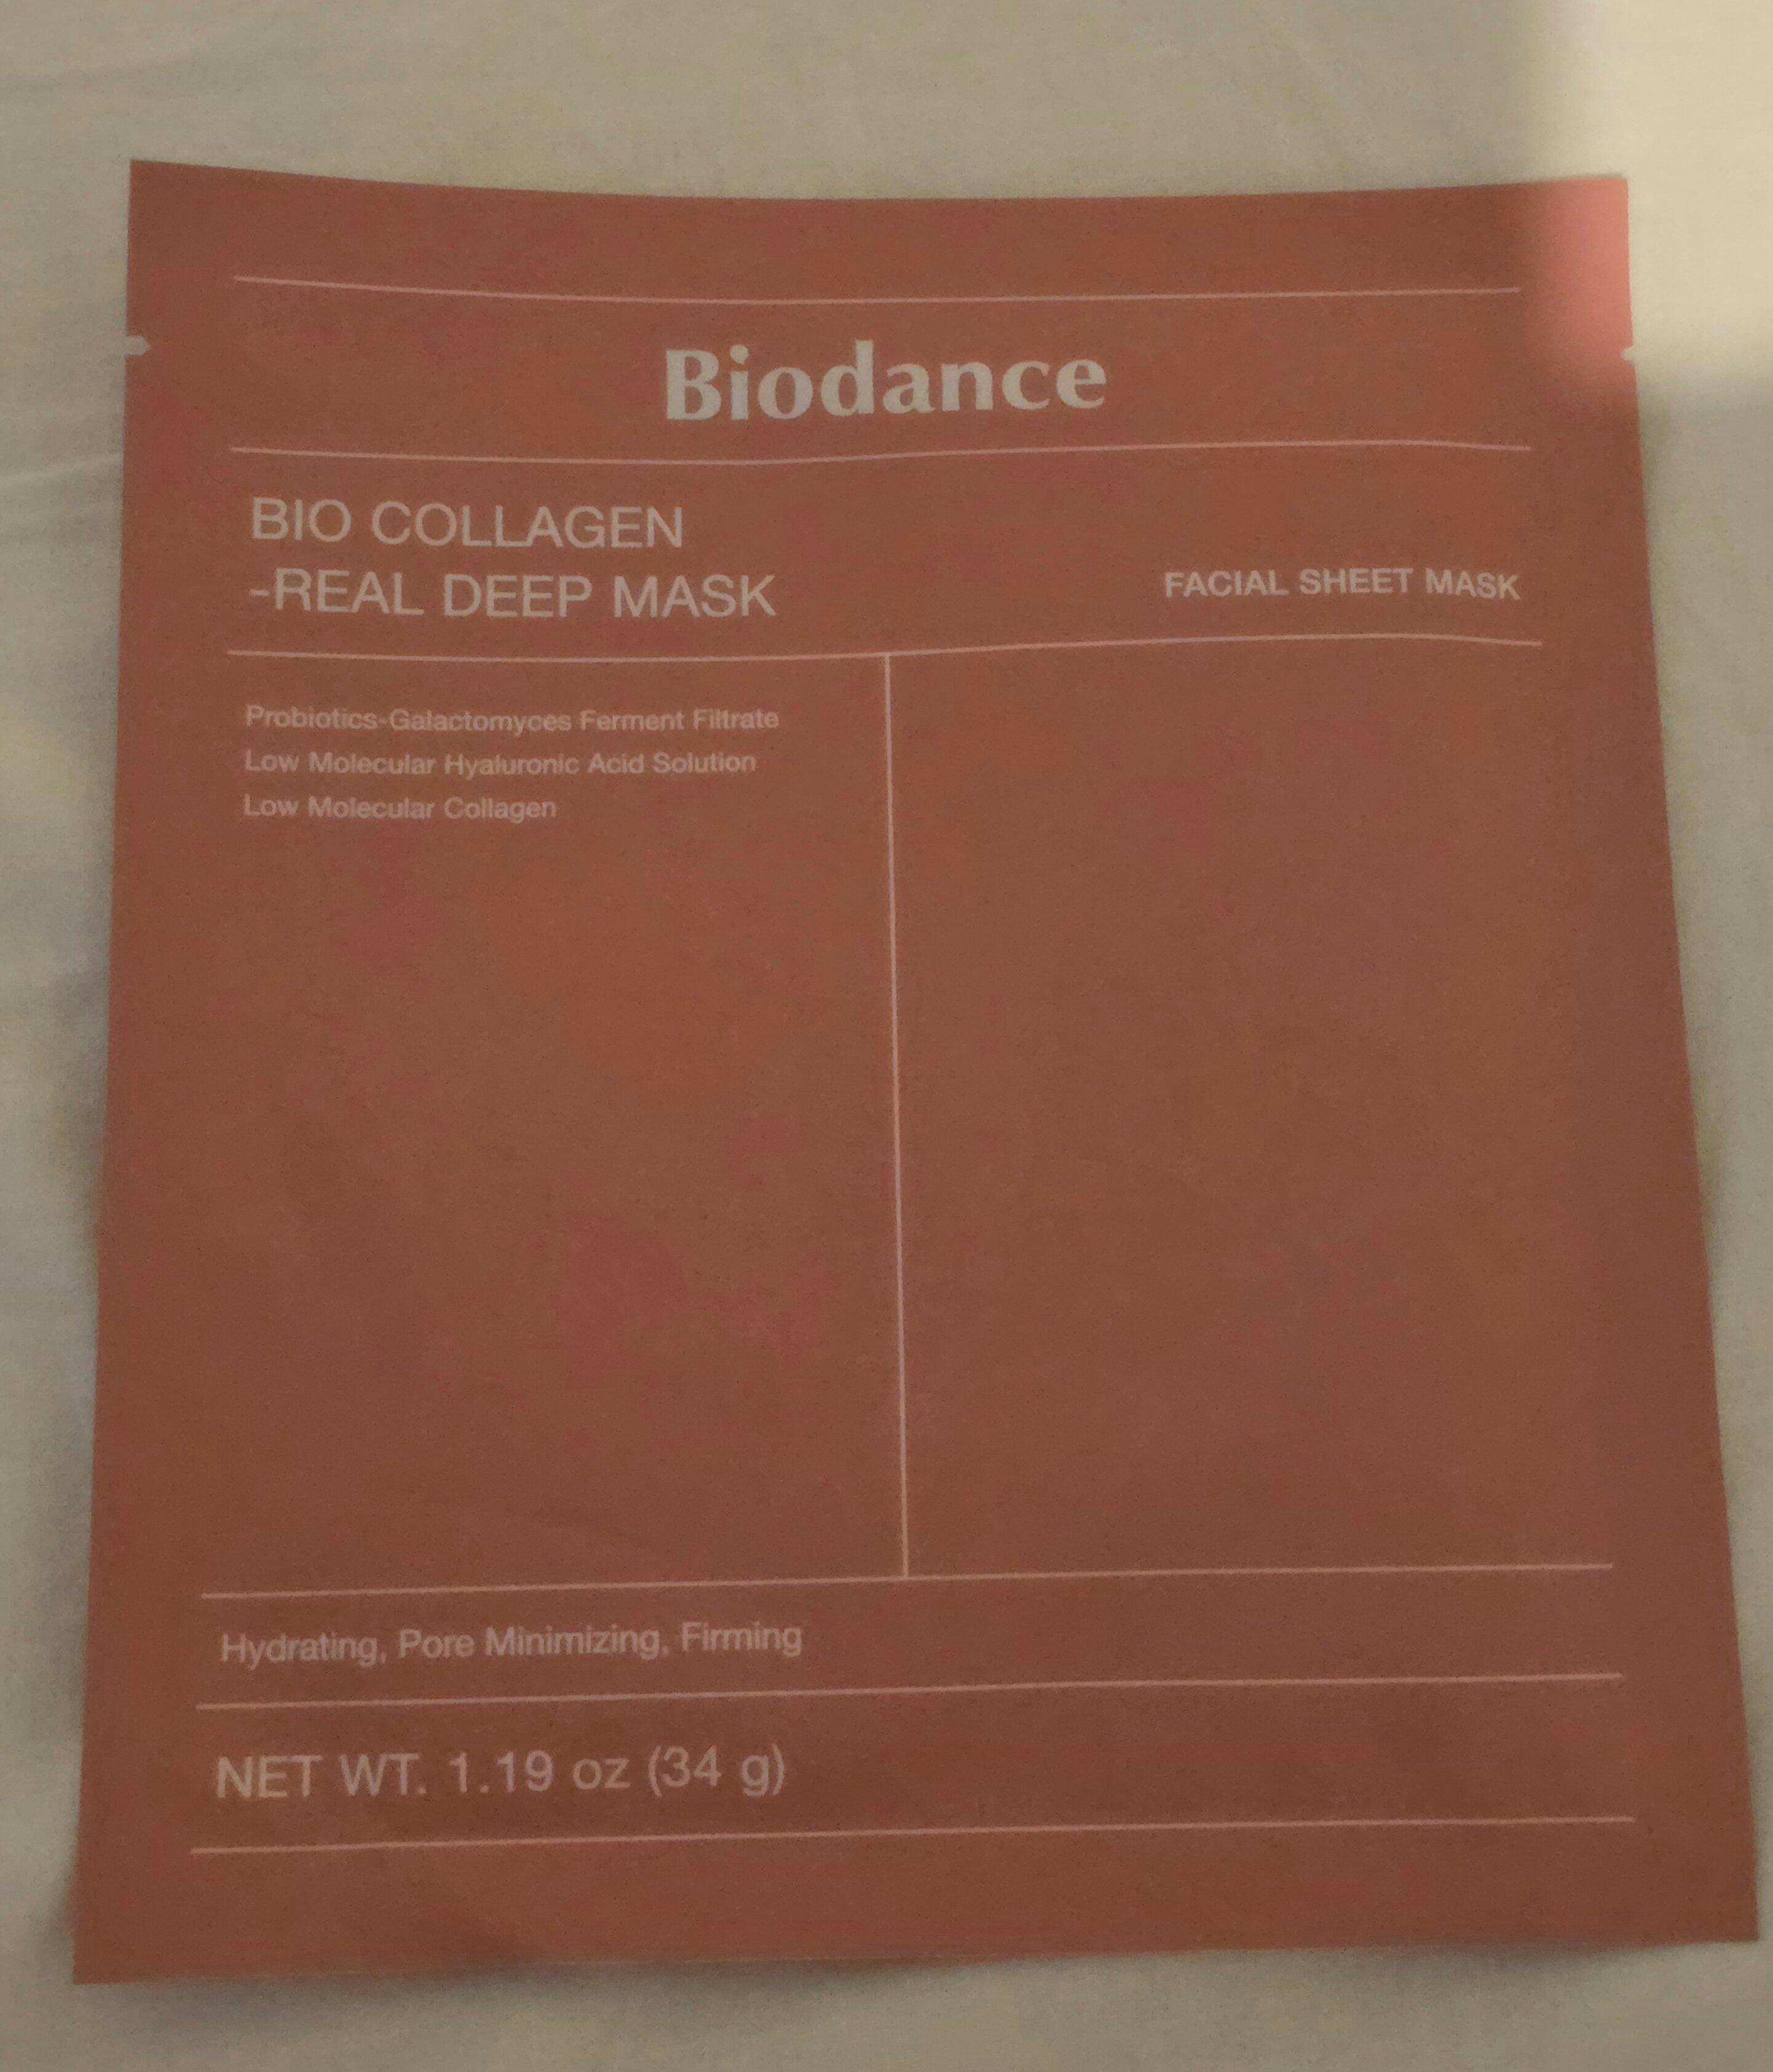 Biodance
BIO COLLAGEN
-REAL DEEP MASK
FACIAL SHEET MASK
Probiotics-Galactomyces Ferment Filtrate
Low Molecular Hyaluronic Acid Solution
Low Molecular Collagen
Hydrating, Pore Minimizing, Firming
NET WT. 1.19 oz (34 g)